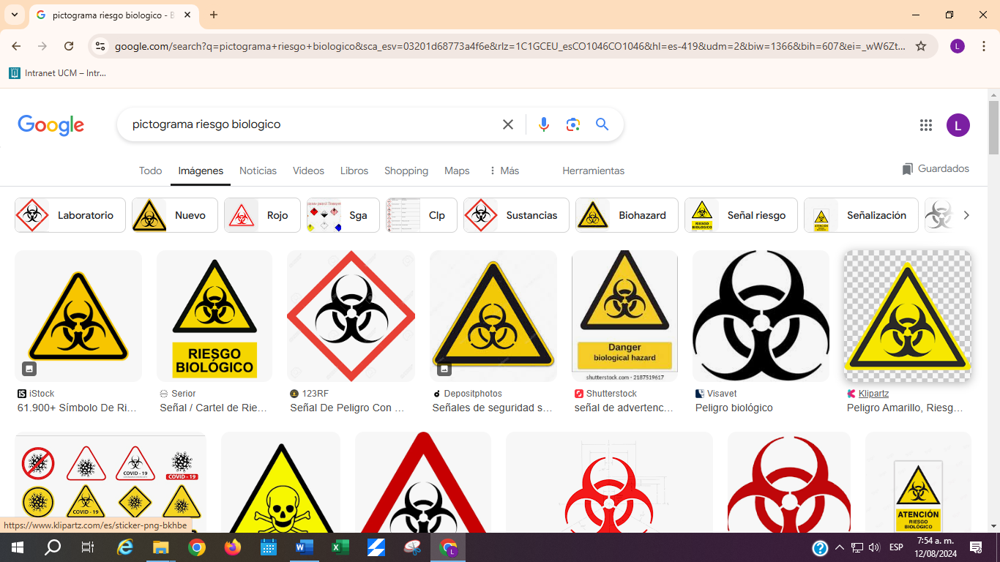 pictograma riesgo biologico - B
google.com/search?q=pictograma+riesgo+biologico&sca_esv=03201d68773a4f6e&rlz=1C1GCEU_esCO1046CO1046&hl=es-419&udm=2&biw=1366&bih=607&ei=_wW6Zt...
L
Intranet UCM – Intr...
Google
pictograma riesgo biologico
L
Todo
Imágenes
Noticias
Videos
Libros
Shopping
Maps
Más
Herramientas
Guardados
Laboratorio
Nuevo
Rojo
Sga
Clp
Sustancias
Biohazard
Señal riesgo
Señalización
RIESGO
BIOLÓGICO
Danger
biological hazard
shutterstock.com · 2187519617
iStock
61.900+ Símbolo De Ri...
Serior
Señal / Cartel de Rie...
123RF
Señal De Peligro Con ...
Depositphotos
Señales de seguridad s...
Shutterstock
señal de advertenc...
Visavet
Peligro biológico
Klipartz
Peligro Amarillo, Riesg...
COVID - 19
COVID - 19
COVID - 19
ATENCIÓN
RIESGO
BIOLÓGICO
https://www.klipartz.com/es/sticker-png-bkhbe
ESP
7:54 a. m.
12/08/2024